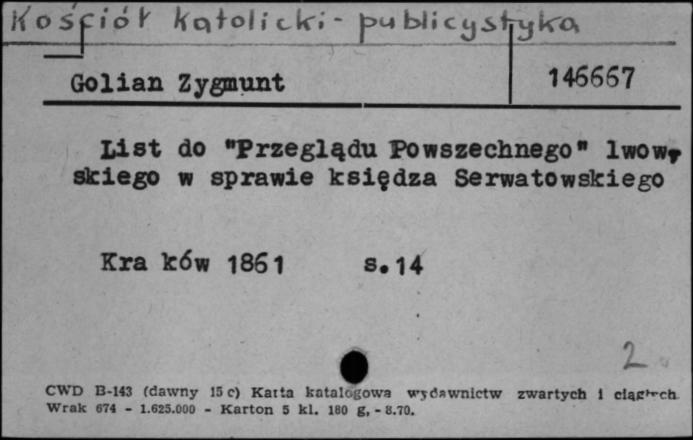 Kościół katolicki - publicystyka
Golian Zygmunt
146667
List do "Przeglądu Powszechnego" lwow-
skiego w sprawie księdza Serwatowskiego
Kra ków 1861 s.14
2
CWD B-143 (dawny 15 c) Karta katalogowa wydawnictw zwartych i ciągłych
Wrak 674 - 1.625.000 - Karton 5 kl. 180 g, - 8.70.